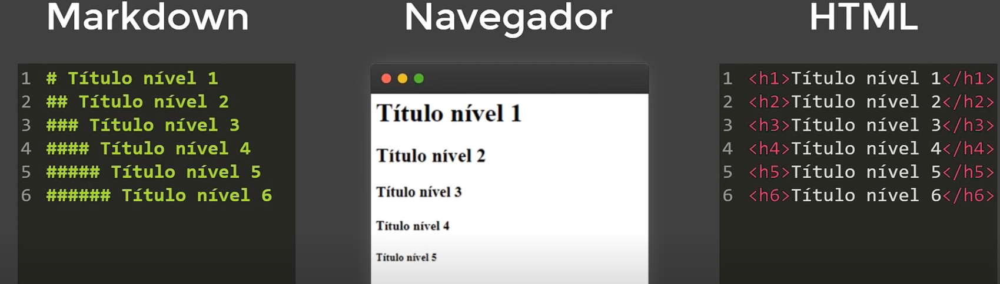 Markdown
1 # Título nível 1
2 ## Título nível 2
3 ### Título nível 3
4 #### Título nível 4
5 ##### Título nível 5
6 ###### Título nível 6
Navegador
Título nível 1
Título nível 2
Título nível 3
Título nível 4
Título nível 5
HTML
1 <h1>Título nível 1</h1>
2 <h2>Título nível 2</h2>
3 <h3>Título nível 3</h3>
4 <h4>Título nível 4</h4>
5 <h5>Título nível 5</h5>
6 <h6>Título nível 6</h6>